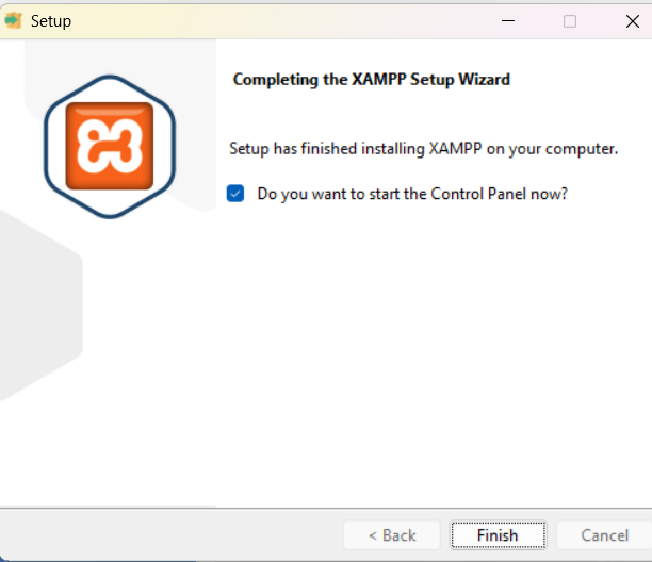 Setup
Completing the XAMPP Setup Wizard
Setup has finished installing XAMPP on your computer.
Do you want to start the Control Panel now?
< Back
Finish
Cancel